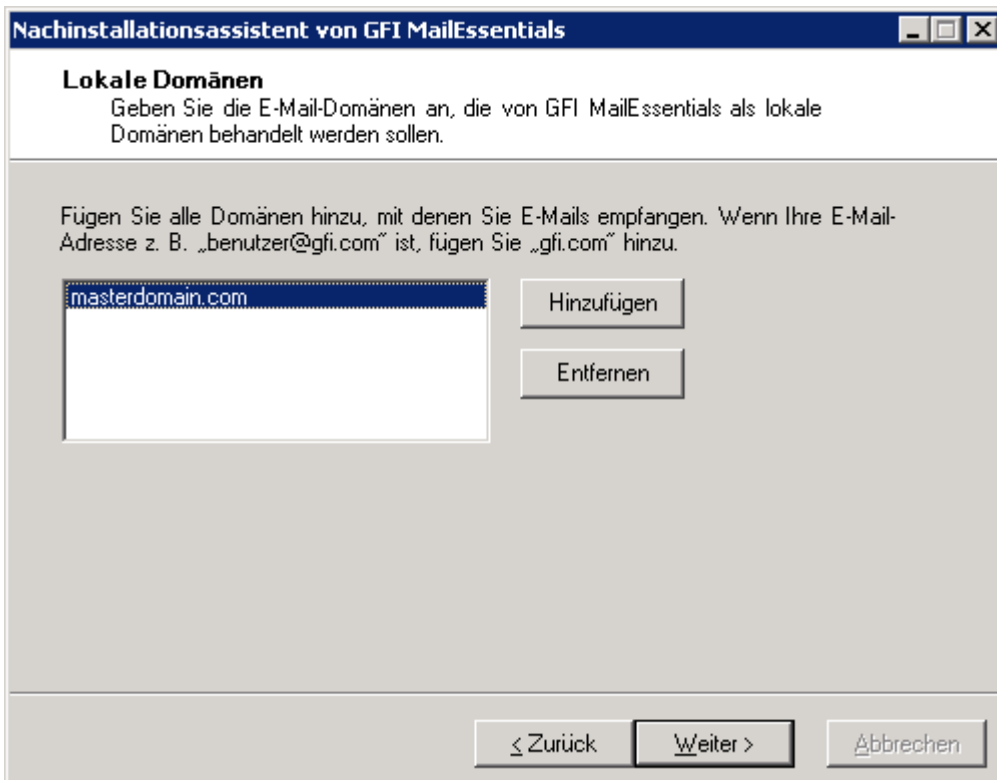 Nachinstallationsassistent von GFI MailEssentials
Lokale Domänen
Geben Sie die E-Mail-Domänen an, die von GFI MailEssentials als lokale
Domänen behandelt werden sollen.
Fügen Sie alle Domänen hinzu, mit denen Sie E-Mails empfangen. Wenn Ihre E-Mail-
Adresse z. B. „benutzer@gfi.com“ ist, fügen Sie „gfi.com“ hinzu.
masterdomain.com
Hinzufügen
Entfernen
< Zurück
Weiter >
Abbrechen